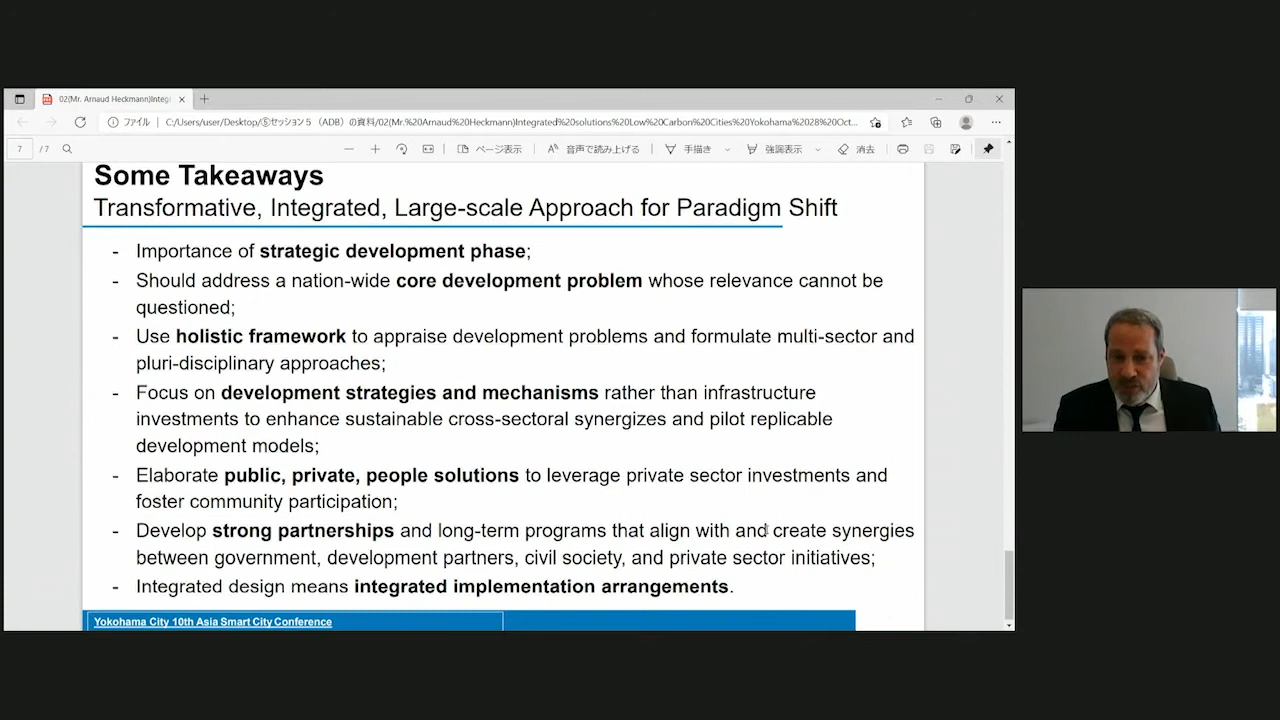 02(Mr. Arnaud Heckmann)Integ
ファイル C:/Users/user/Desktop/⑤セッション5（ADB）の資料/02(Mr.%20Arnaud%20Heckmann)Integrated%20solutions%20Low%20Carbon%20Cities%20Yokohama%2028%20Oct...
7 /7 ページ表示 音声で読み上げる 手描き 強調表示 消去
Some Takeaways
Transformative, Integrated, Large-scale Approach for Paradigm Shift
- Importance of strategic development phase;
- Should address a nation-wide core development problem whose relevance cannot be
questioned;
- Use holistic framework to appraise development problems and formulate multi-sector and
pluri-disciplinary approaches;
- Focus on development strategies and mechanisms rather than infrastructure
investments to enhance sustainable cross-sectoral synergizes and pilot replicable
development models;
- Elaborate public, private, people solutions to leverage private sector investments and
foster community participation;
- Develop strong partnerships and long-term programs that align with and create synergies
between government, development partners, civil society, and private sector initiatives;
- Integrated design means integrated implementation arrangements.
Yokohama City 10th Asia Smart City Conference